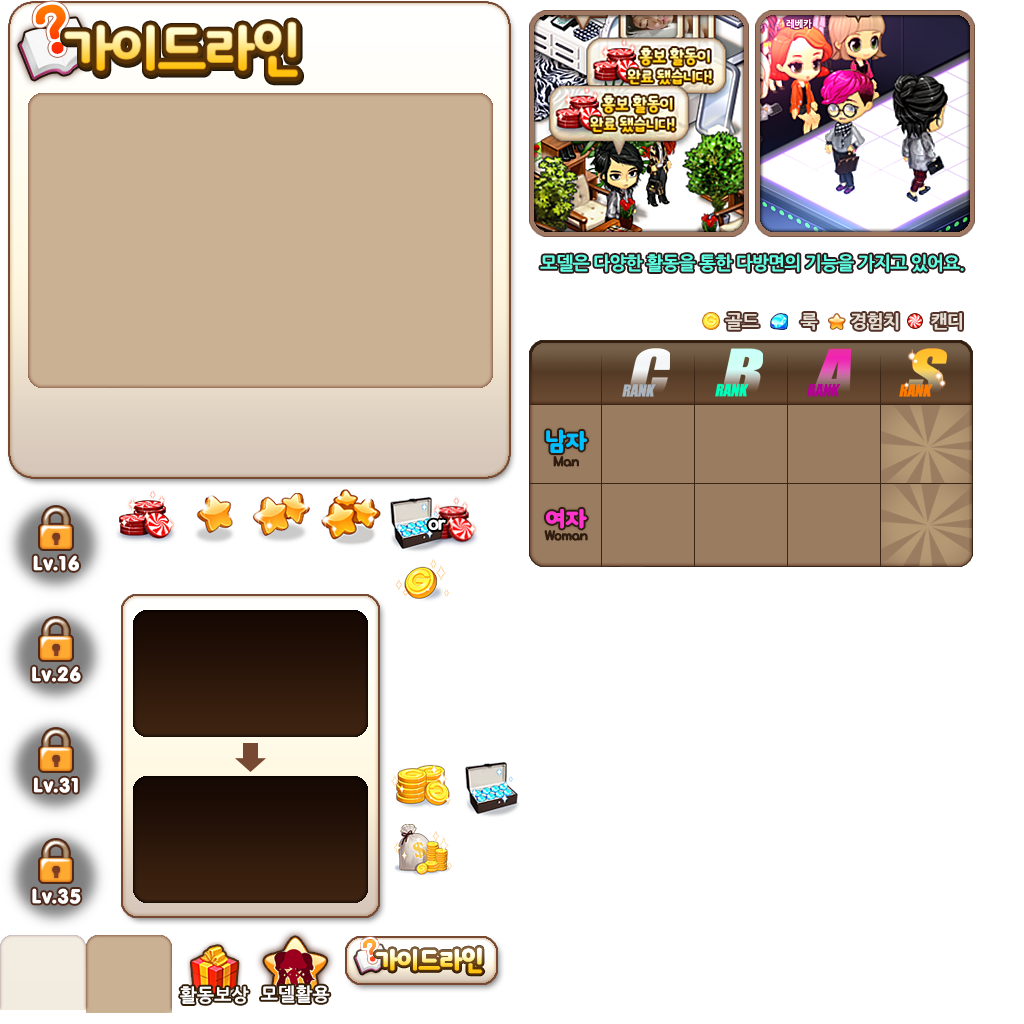 가이드라인
홍보 활동이
완료 됐습니다!
홍보 활동이
완료 됐습니다!
레베카
모델은 다양한 활동을 통한 다방면의 기능을 가지고 있어요.
골드 룩 경험치 캔디
C RANK B RANK A RANK S RANK
남자
Man
여자
Woman
or
Lv.16
Lv.26
Lv.31
Lv.35
활동보상
모델활용
가이드라인